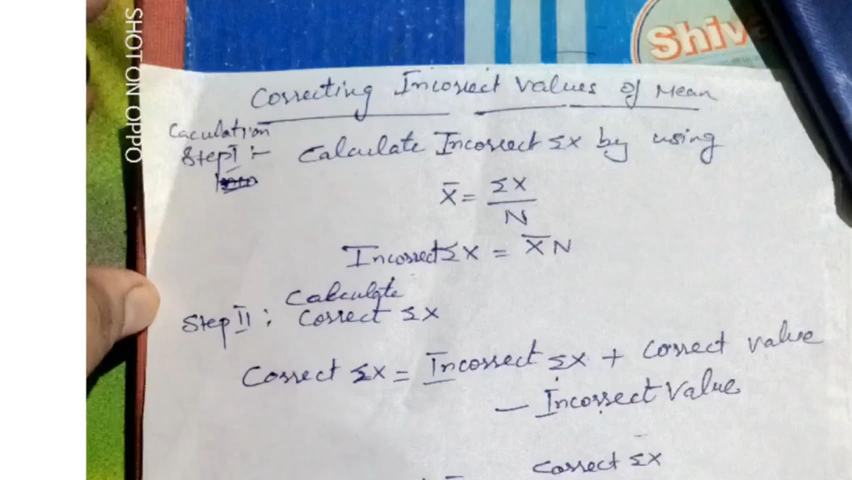 SHOT ON OPPO
Shiv
Correcting Incorrect values of Mean
Caculation
Step I :- Calculate Incorrect ΣX by using
X̄ = ΣX / N
Incorrect ΣX = X̄ N
Calculate
Step II : Correct ΣX
Correct ΣX = Incorrect ΣX + Correct value
— Incorrect value
Correct ΣX